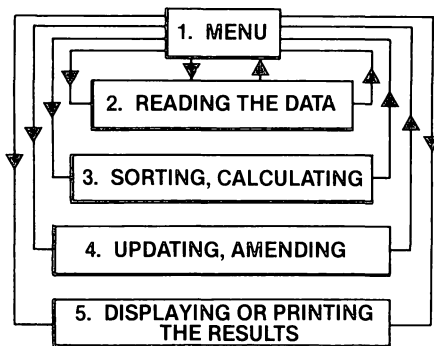 1. MENU
2. READING THE DATA
3. SORTING, CALCULATING
4. UPDATING, AMENDING
5. DISPLAYING OR PRINTING
THE RESULTS